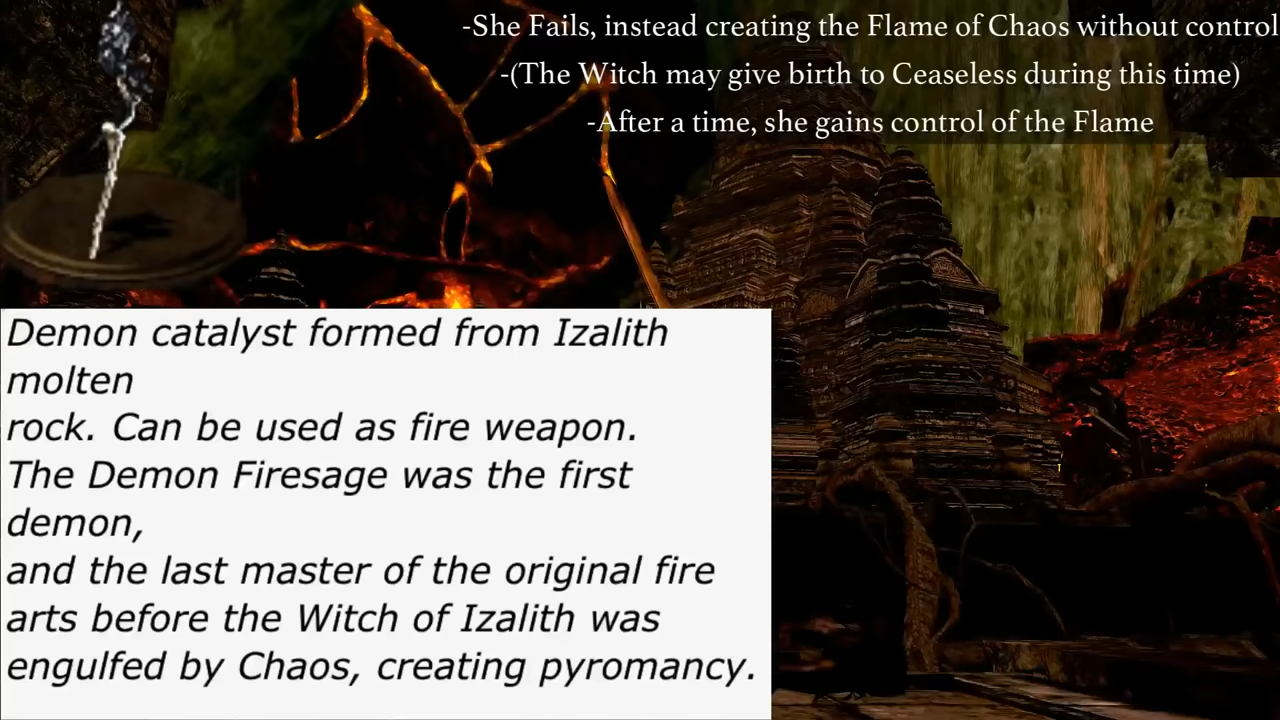 -She Fails, instead creating the Flame of Chaos without control
-(The Witch may give birth to Ceaseless during this time)
-After a time, she gains control of the Flame
Demon catalyst formed from Izalith
molten
rock. Can be used as fire weapon.
The Demon Firesage was the first
demon,
and the last master of the original fire
arts before the Witch of Izalith was
engulfed by Chaos, creating pyromancy.